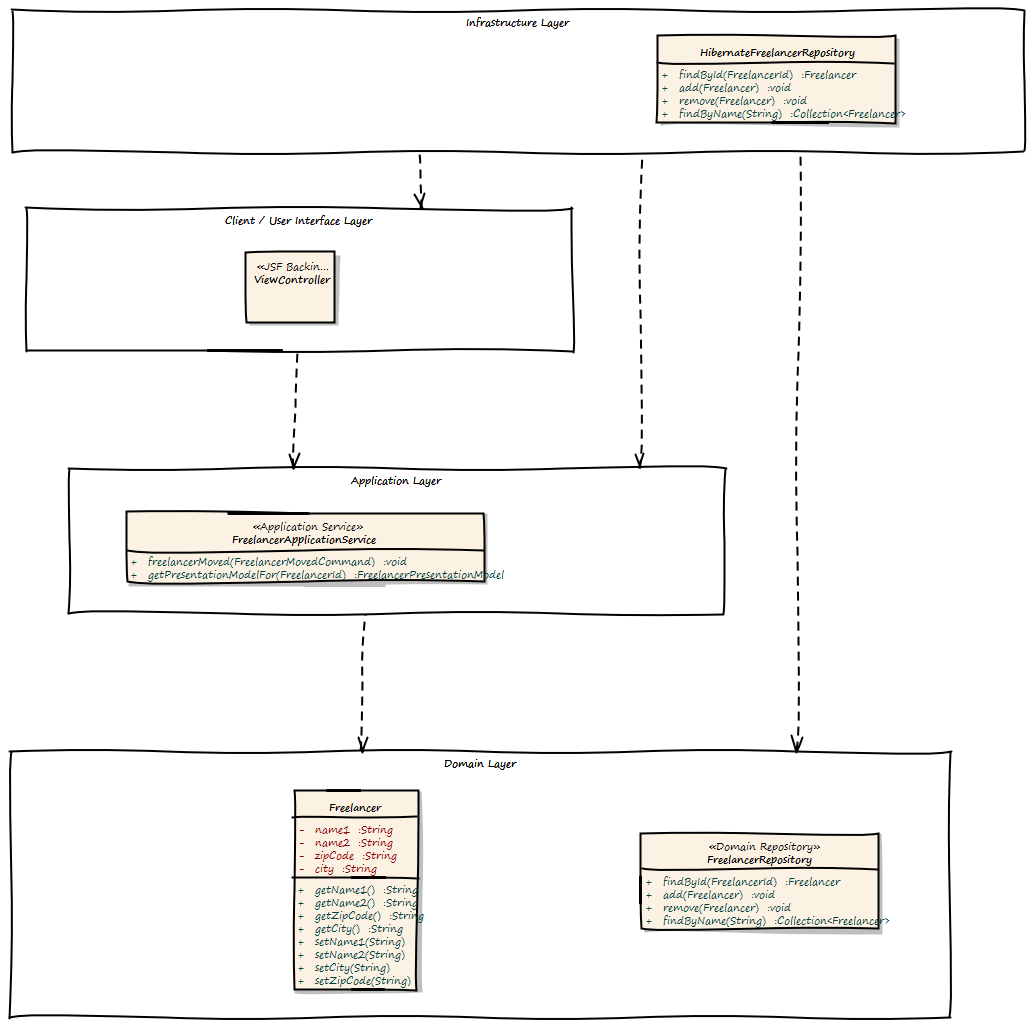 Infrastructure Layer
HibernateFreelancerRepository
+ findById(FreelancerId) :Freelancer
+ add(Freelancer) :void
+ remove(Freelancer) :void
+ findByName(String) :Collection<Freelancer>
Client / User Interface Layer
«JSF Backin...
ViewController
Application Layer
«Application Service»
FreelancerApplicationService
+ freelancerMoved(FreelancerMovedCommand) :void
+ getPresentationModelFor(FreelancerId) :FreelancerPresentationModel
Domain Layer
Freelancer
- name1 :String
- name2 :String
- zipCode :String
- city :String
+ getName1() :String
+ getName2() :String
+ getZipCode() :String
+ getCity() :String
+ setName1(String)
+ setName2(String)
+ setCity(String)
+ setZipCode(String)
«Domain Repository»
FreelancerRepository
+ findById(FreelancerId) :Freelancer
+ add(Freelancer) :void
+ remove(Freelancer) :void
+ findByName(String) :Collection<Freelancer>